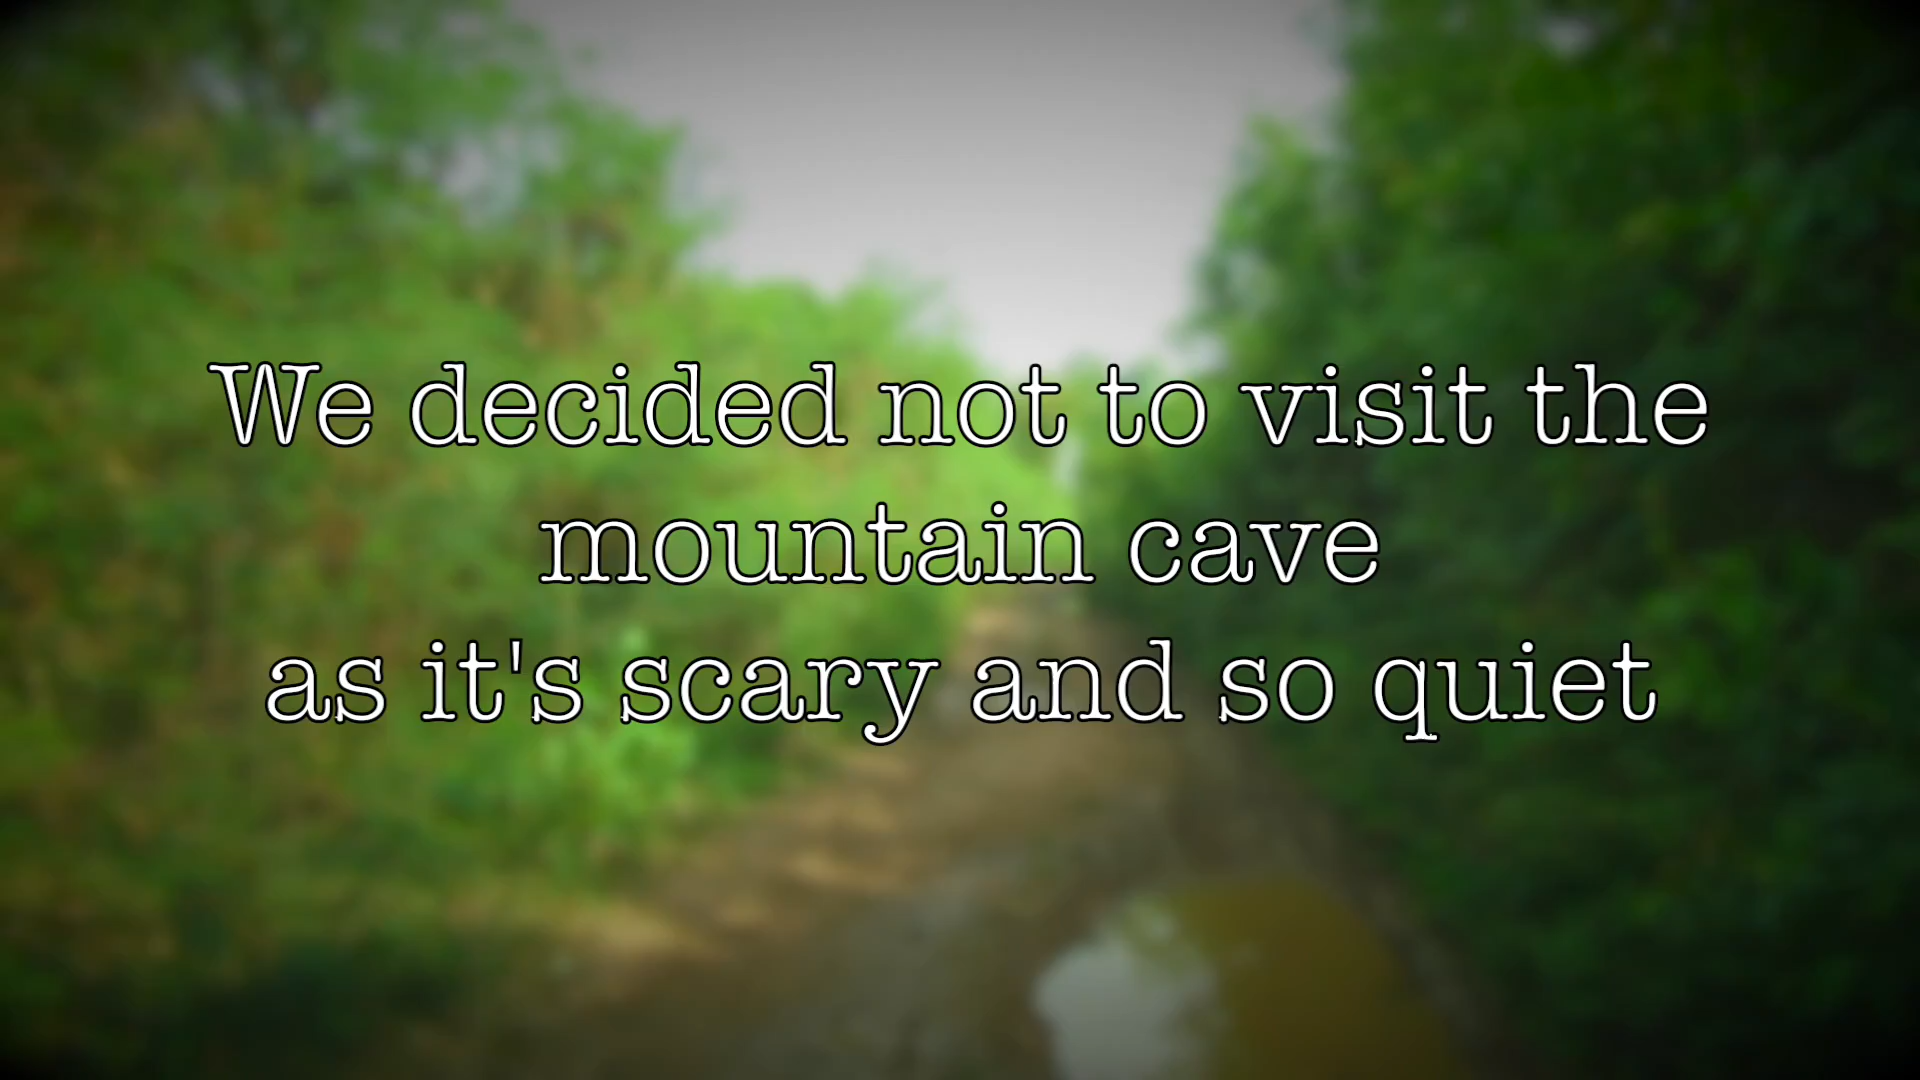 We decided not to visit the
mountain cave
as it's scary and so quiet